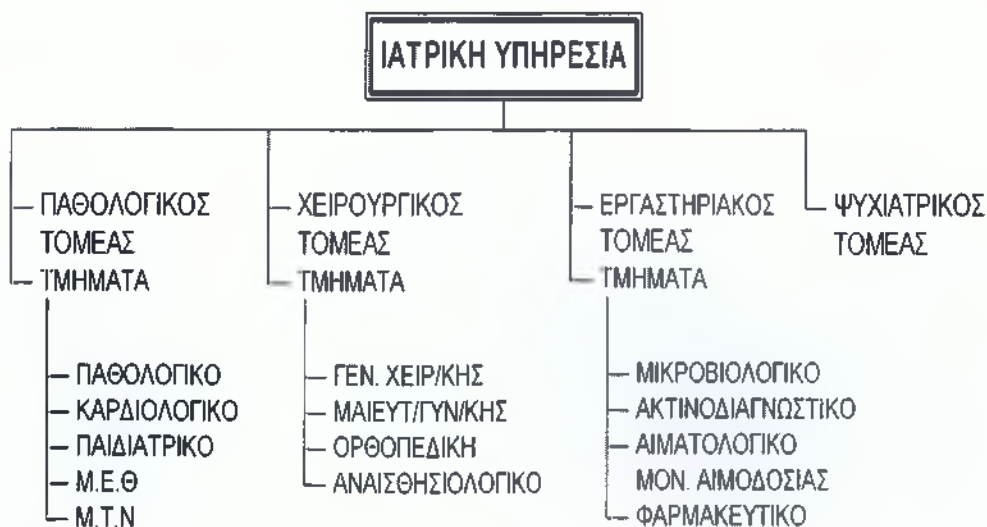 ΙΑΤΡΙΚΗ ΥΠΗΡΕΣΙΑ
ΠΑΘΟΛΟΓΙΚΟΣ
ΤΟΜΕΑΣ
ΤΜΗΜΑΤΑ
ΠΑΘΟΛΟΓΙΚΟ
ΚΑΡΔΙΟΛΟΓΙΚΟ
ΠΑΙΔΙΑΤΡΙΚΟ
Μ.Ε.Θ
Μ.Τ.Ν
ΧΕΙΡΟΥΡΓΙΚΟΣ
ΤΟΜΕΑΣ
ΤΜΗΜΑΤΑ
ΓΕΝ. ΧΕΙΡ/ΚΗΣ
ΜΑΙΕΥΤ/ΓΥΝ/ΚΗΣ
ΟΡΘΟΠΕΔΙΚΗ
ΑΝΑΙΣΘΗΣΙΟΛΟΓΙΚΟ
ΕΡΓΑΣΤΗΡΙΑΚΟΣ
ΤΟΜΕΑΣ
ΤΜΗΜΑΤΑ
ΜΙΚΡΟΒΙΟΛΟΓΙΚΟ
ΑΚΤΙΝΟΔΙΑΓΝΩΣΤΙΚΟ
ΑΙΜΑΤΟΛΟΓΙΚΟ
ΜΟΝ. ΑΙΜΟΔΟΣΙΑΣ
ΦΑΡΜΑΚΕΥΤΙΚΟ
ΨΥΧΙΑΤΡΙΚΟΣ
ΤΟΜΕΑΣ